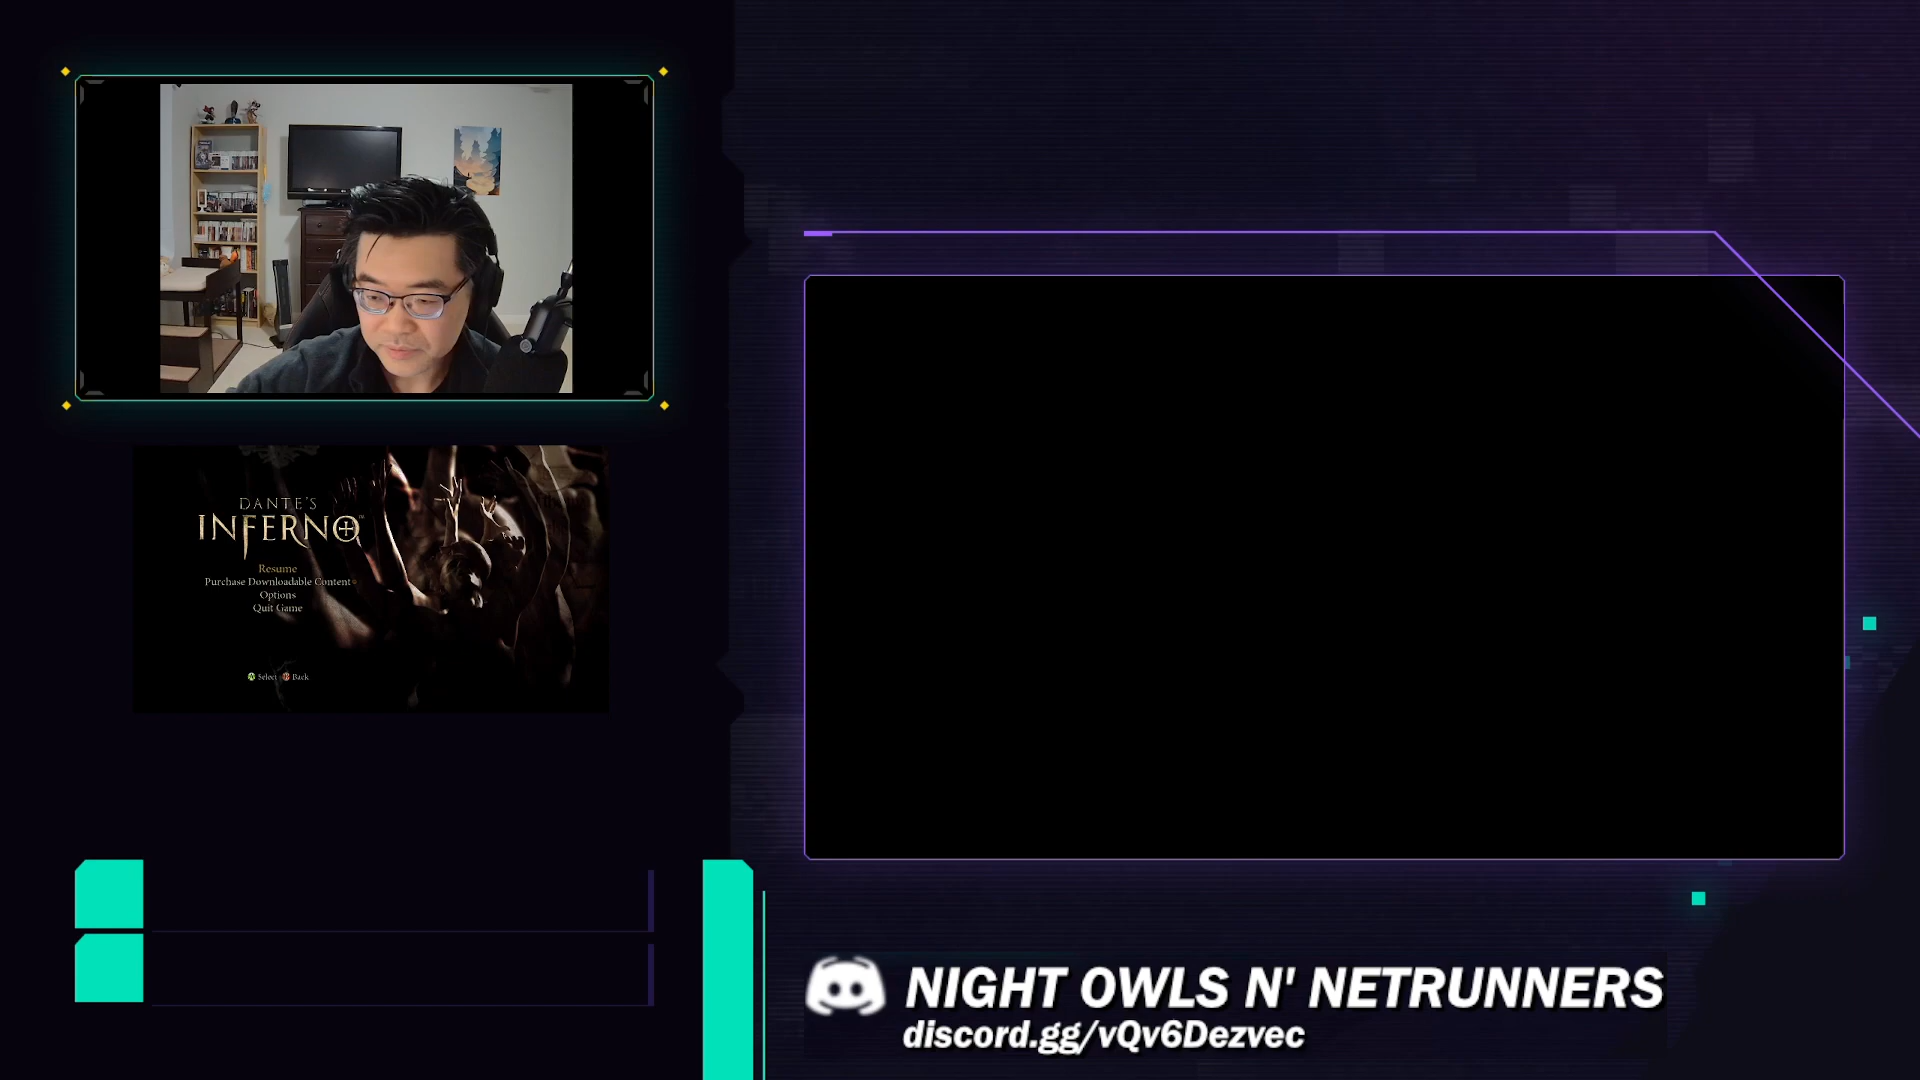 DANTE'S
INFERNO
Resume
Purchase Downloadable Content
Options
Quit Game
A Select B Back
NIGHT OWLS N' NETRUNNERS
discord.gg/vQv6Dezvec